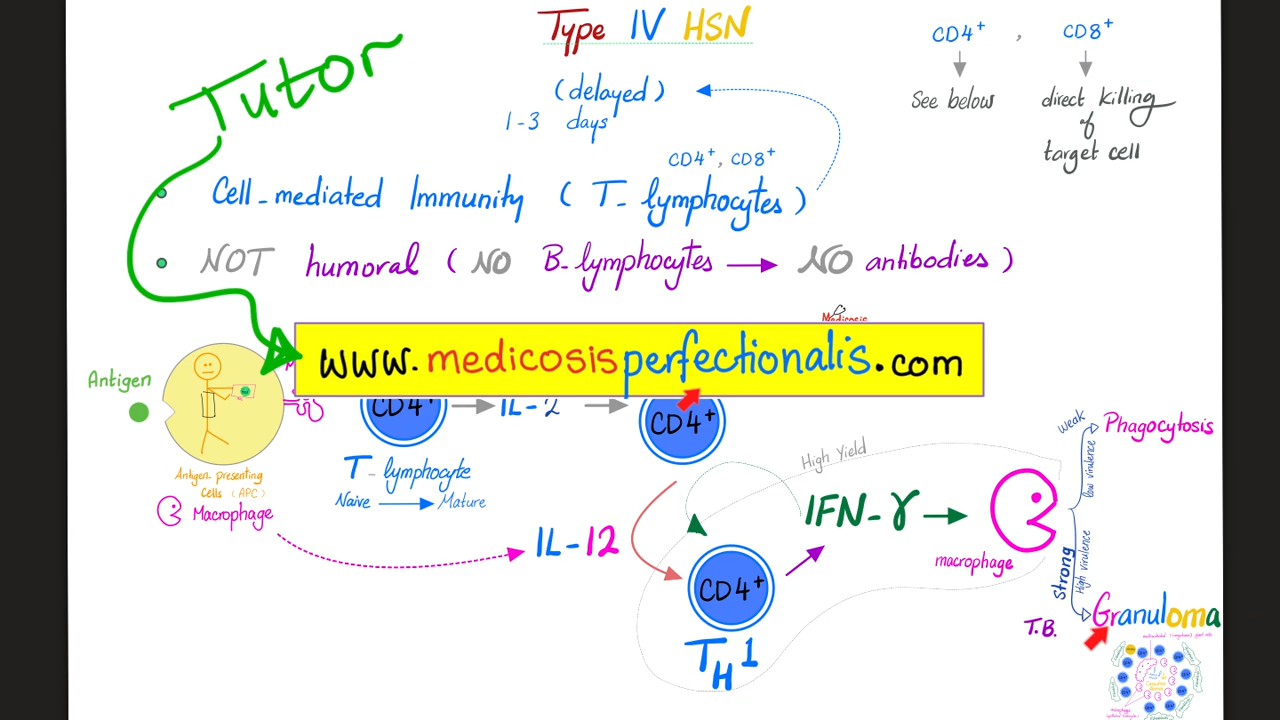 Type IV HSN
CD4+ , CD8+
Tutor
(delayed)
See below
direct killing
of
target cell
1-3 days
CD4+, CD8+
Cell-mediated Immunity ( T- lymphocytes )
NOT humoral ( NO B-lymphocytes → NO antibodies )
Medicosis
www.medicosisperfectionalis.com
Antigen
CD4+ → IL-2 → CD4+
Antigen-presenting
Cells (APC)
Macrophage
T-lymphocyte
Naive → Mature
High Yield
weak
low virulence
Phagocytosis
IL-12
IFN-γ
macrophage
CD4+
TH1
Strong
High virulence
T.B.
Granuloma